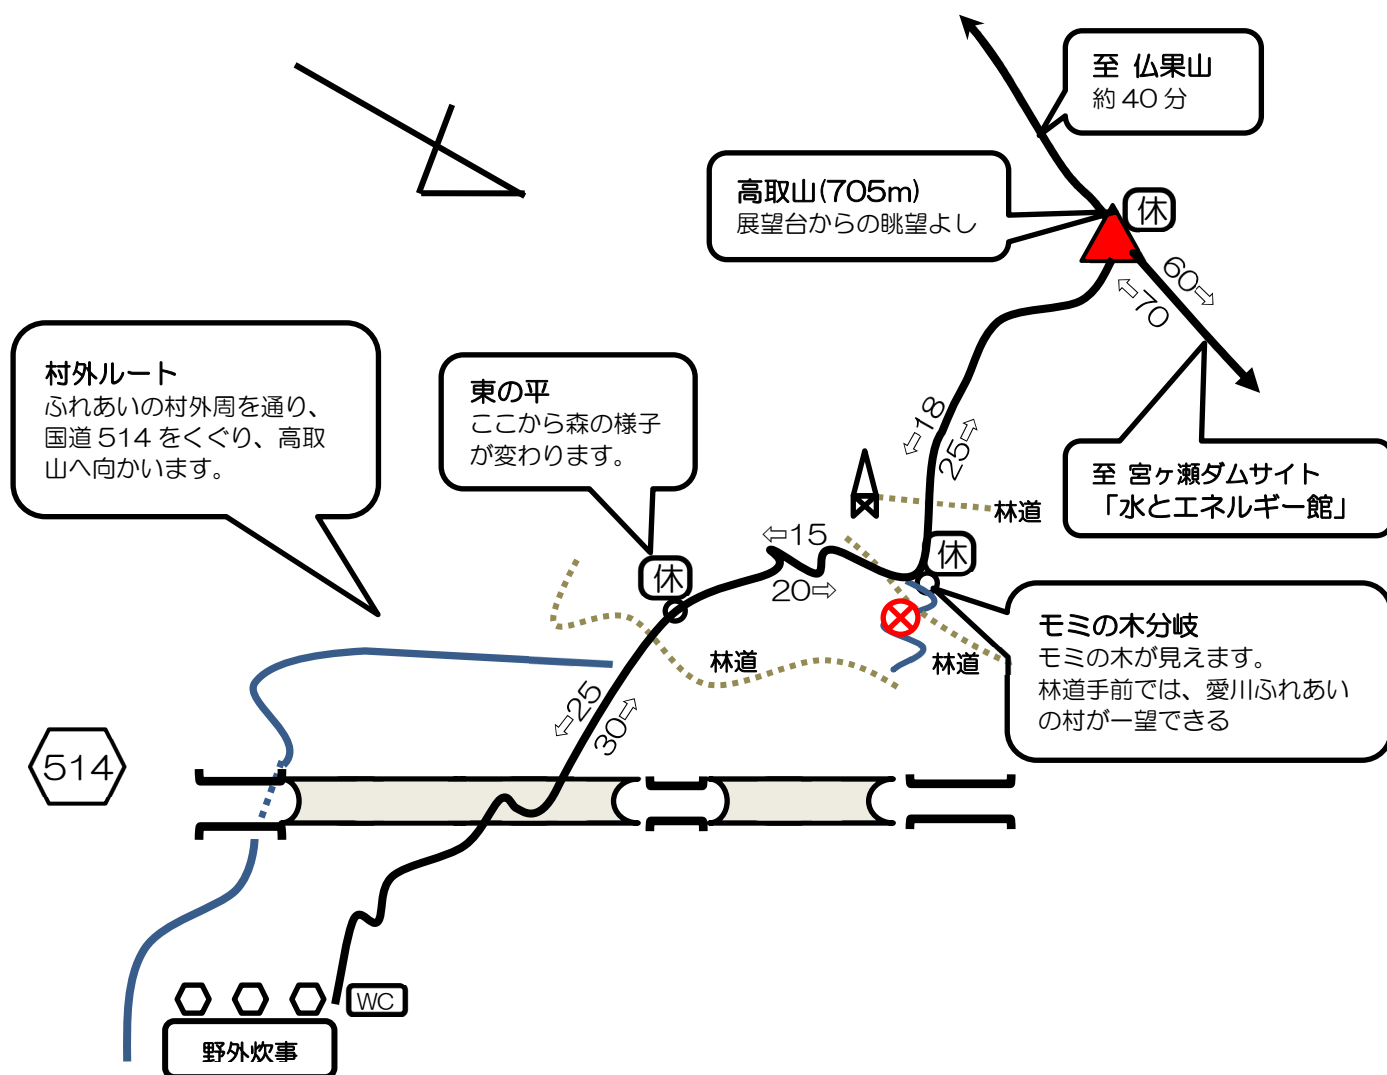 至 仏果山
約 40 分
高取山(705m)
展望台からの眺望よし
休
60⇨
⇦70
村外ルート
ふれあいの村外周を通り、
国道 514 をくぐり、高取
山へ向かいます。
東の平
ここから森の様子
が変わります。
⇦18
25⇨
至 宮ヶ瀬ダムサイト
「水とエネルギー館」
林道
⇦15
休
休
20⇨
モミの木分岐
モミの木が見えます。
林道手前では、愛川ふれあい
の村が一望できる
林道
林道
⇦25
30⇨
514
WC
野外炊事